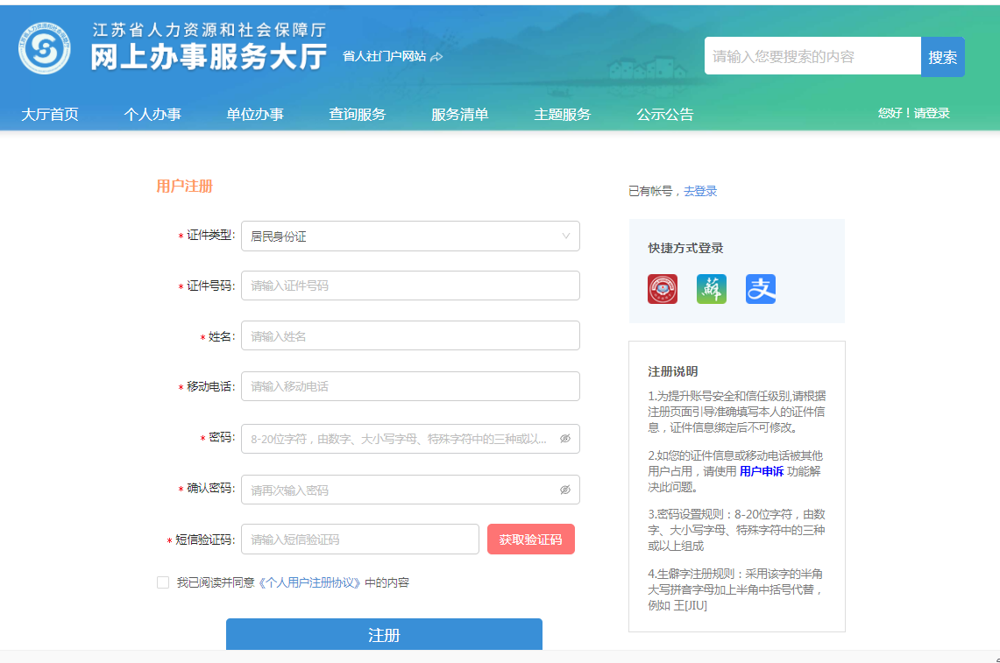 江苏省人力资源和社会保障厅
网上办事服务大厅
省人社门户网站
请输入您要搜索的内容
搜索
大厅首页 个人办事 单位办事 查询服务 服务清单 主题服务 公示公告 您好！请登录
用户注册
* 证件类型: 居民身份证
* 证件号码: 请输入证件号码
* 姓名: 请输入姓名
* 移动电话: 请输入移动电话
* 密码: 8-20位字符，由数字、大小写字母、特殊字符中的三种或以...
* 确认密码: 请再次输入密码
* 短信验证码: 请输入短信验证码 获取验证码
我已阅读并同意《个人用户注册协议》中的内容
注册
已有帐号，去登录
快捷方式登录
蘇
支
注册说明
1.为提升账号安全和信任级别,请根据
注册页面引导准确填写本人的证件信
息，证件信息绑定后不可修改。
2.如您的证件信息或移动电话被其他
用户占用，请使用 用户申诉 功能解
决此问题。
3.密码设置规则：8-20位字符，由数
字、大小写字母、特殊字符中的三种
或以上组成
4.生僻字注册规则：采用该字的半角
大写拼音字母加上半角中括号代替，
例如 王[JIU]